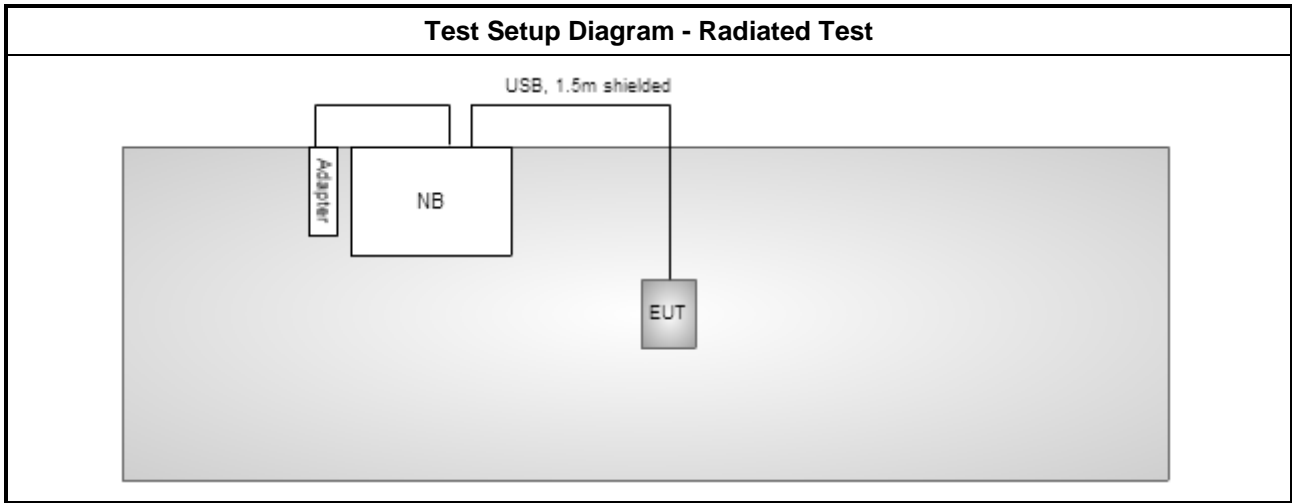 Test Setup Diagram - Radiated Test
USB, 1.5m shielded
Adapter
NB
EUT